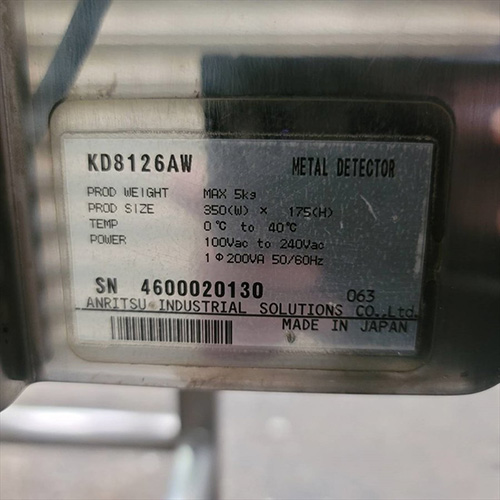 KD8126AW METAL DETECTOR
PROD WEIGHT MAX 5kg
PROD SIZE 350(W) × 175(H)
TEMP 0℃ to 40℃
POWER 100Vac to 240Vac
1Φ200VA 50/60Hz
SN 4600020130 063
ANRITSU INDUSTRIAL SOLUTIONS CO.,Ltd.
MADE IN JAPAN